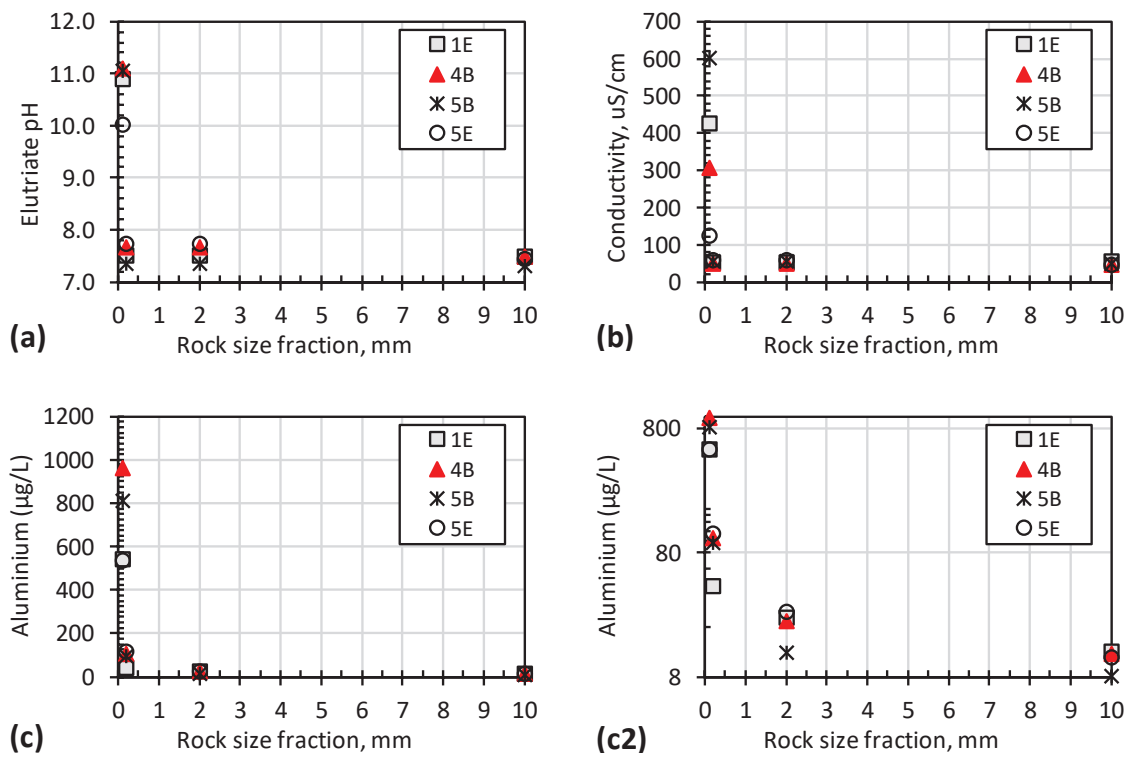 12.0
11.0
10.0
9.0
8.0
7.0
Elutriate pH
1E
4B
5B
5E
0 1 2 3 4 5 6 7 8 9 10
Rock size fraction, mm
(a)
700
600
500
400
300
200
100
0
Conductivity, uS/cm
1E
4B
5B
5E
0 1 2 3 4 5 6 7 8 9 10
Rock size fraction, mm
(b)
1200
1000
800
600
400
200
0
Aluminium (µg/L)
1E
4B
5B
5E
0 1 2 3 4 5 6 7 8 9 10
Rock size fraction, mm
(c)
800
80
8
Aluminium (µg/L)
1E
4B
5B
5E
0 1 2 3 4 5 6 7 8 9 10
Rock size fraction, mm
(c2)